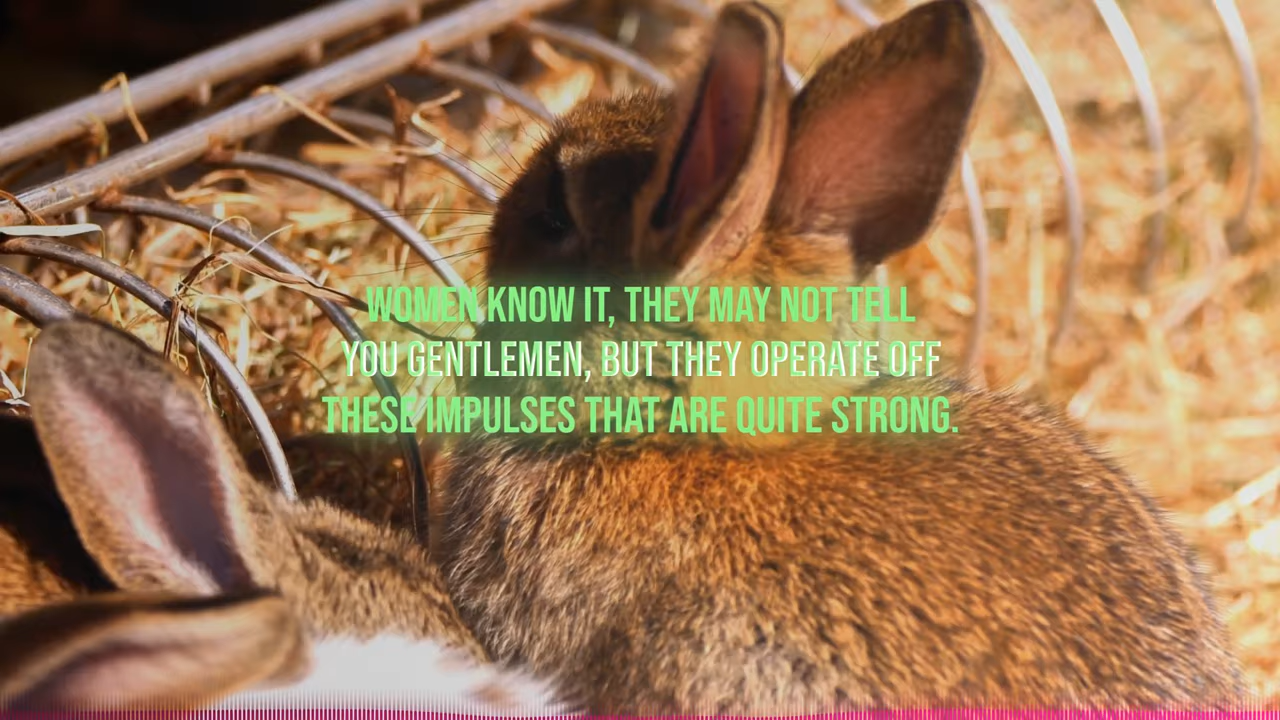 WOMEN KNOW IT, THEY MAY NOT TELL
YOU GENTLEMEN, BUT THEY OPERATE OFF
THESE IMPULSES THAT ARE QUITE STRONG.